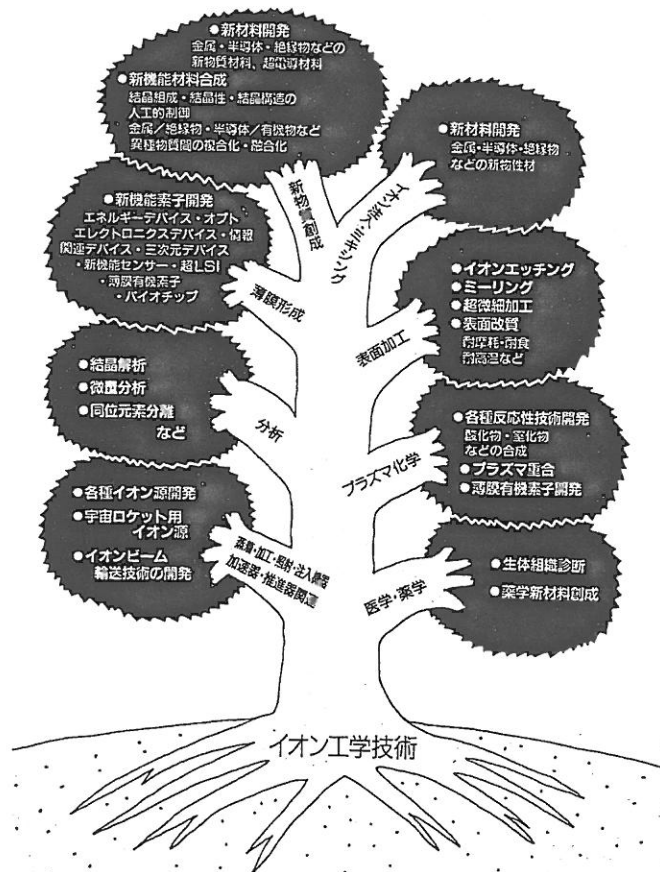 ●新材料開発
金属・半導体・絶縁物などの
新物質材料、超電導材料
●新機能材料合成
結晶組成・結晶性・結晶構造の
人工的制御
金属/絶縁物・半導体/有機物など
異種物質間の複合化・融合化
新物質創成
●新材料開発
金属・半導体・絶縁物
などの新物性材
イオン注入・ミキシング
●新機能素子開発
エネルギーデバイス・オプト
エレクトロニクスデバイス・情報
関連デバイス・三次元デバイス
・新機能センサー・超LSI
・薄膜有機素子
・バイオチップ
薄膜形成
●イオンエッチング
●ミーリング
●超微細加工
●表面改質
耐摩耗・耐食
耐高温など
表面加工
●結晶解析
●微量分析
●同位元素分離
など
分析
●各種反応性技術開発
酸化物・窒化物
などの合成
●プラズマ重合
●薄膜有機素子開発
プラズマ化学
●各種イオン源開発
●宇宙ロケット用
イオン源
●イオンビーム
輸送技術の開発
蒸着・加工・照射・注入機器
加速器・推進器関連
●生体組織診断
●薬学新材料創成
医学・薬学
イオン工学技術